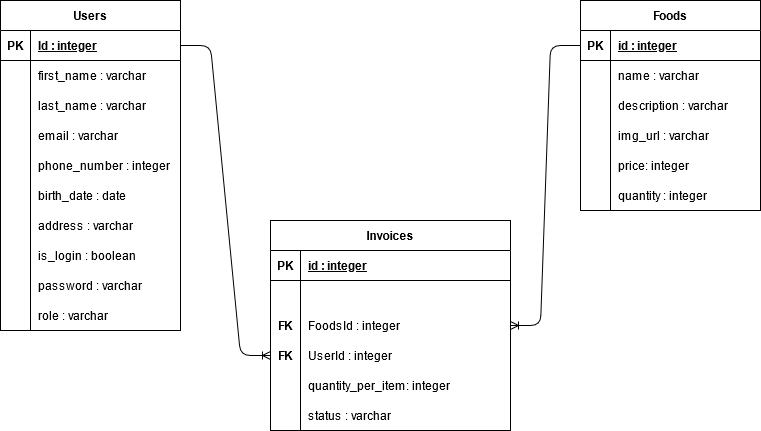 Users
PK Id : integer
first_name : varchar
last_name : varchar
email : varchar
phone_number : integer
birth_date : date
address : varchar
is_login : boolean
password : varchar
role : varchar
Foods
PK id : integer
name : varchar
description : varchar
img_url : varchar
price: integer
quantity : integer
Invoices
PK id : integer
FK FoodsId : integer
FK UserId : integer
quantity_per_item: integer
status : varchar